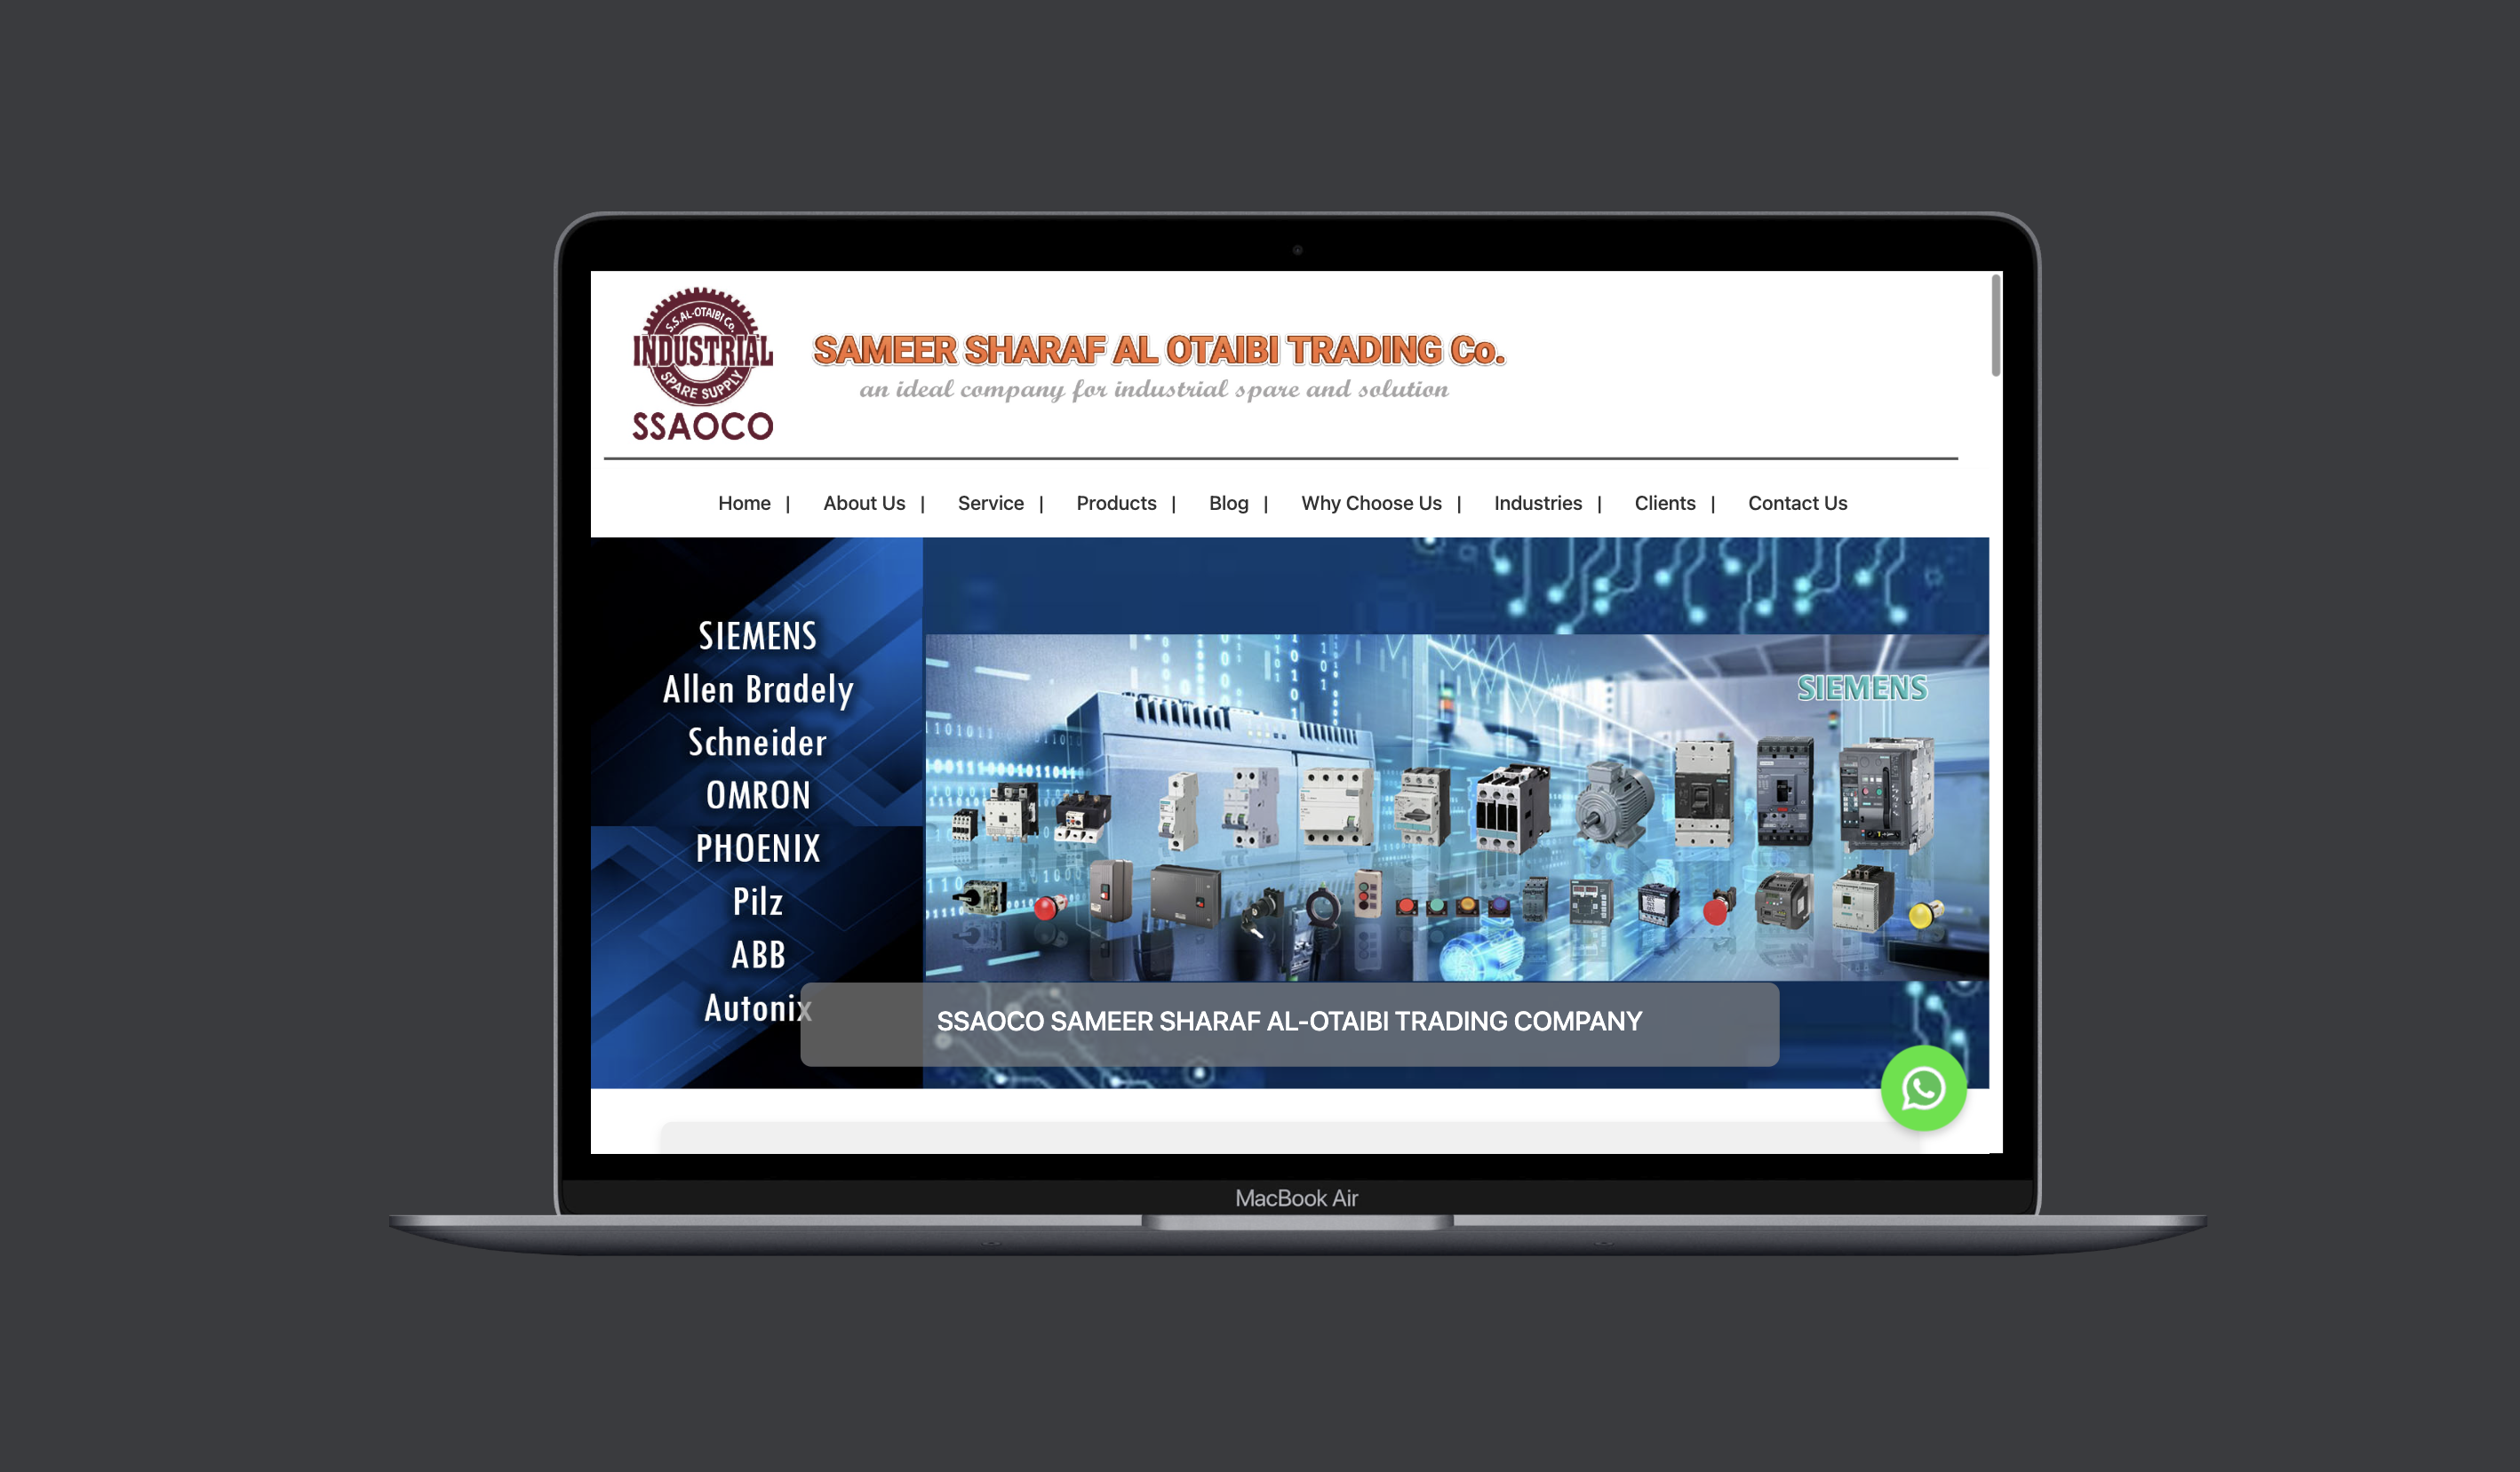 S.S.AL-OTAIBI Co.
INDUSTRIAL
SPARE SUPPLY
SSAOCO
SAMEER SHARAF AL OTAIBI TRADING Co.
an ideal company for industrial spare and solution
Home | About Us | Service | Products | Blog | Why Choose Us | Industries | Clients | Contact Us
SIEMENS
Allen Bradely
Schneider
OMRON
PHOENIX
Pilz
ABB
Autonix
SIEMENS
SSAOCO SAMEER SHARAF AL-OTAIBI TRADING COMPANY
MacBook Air